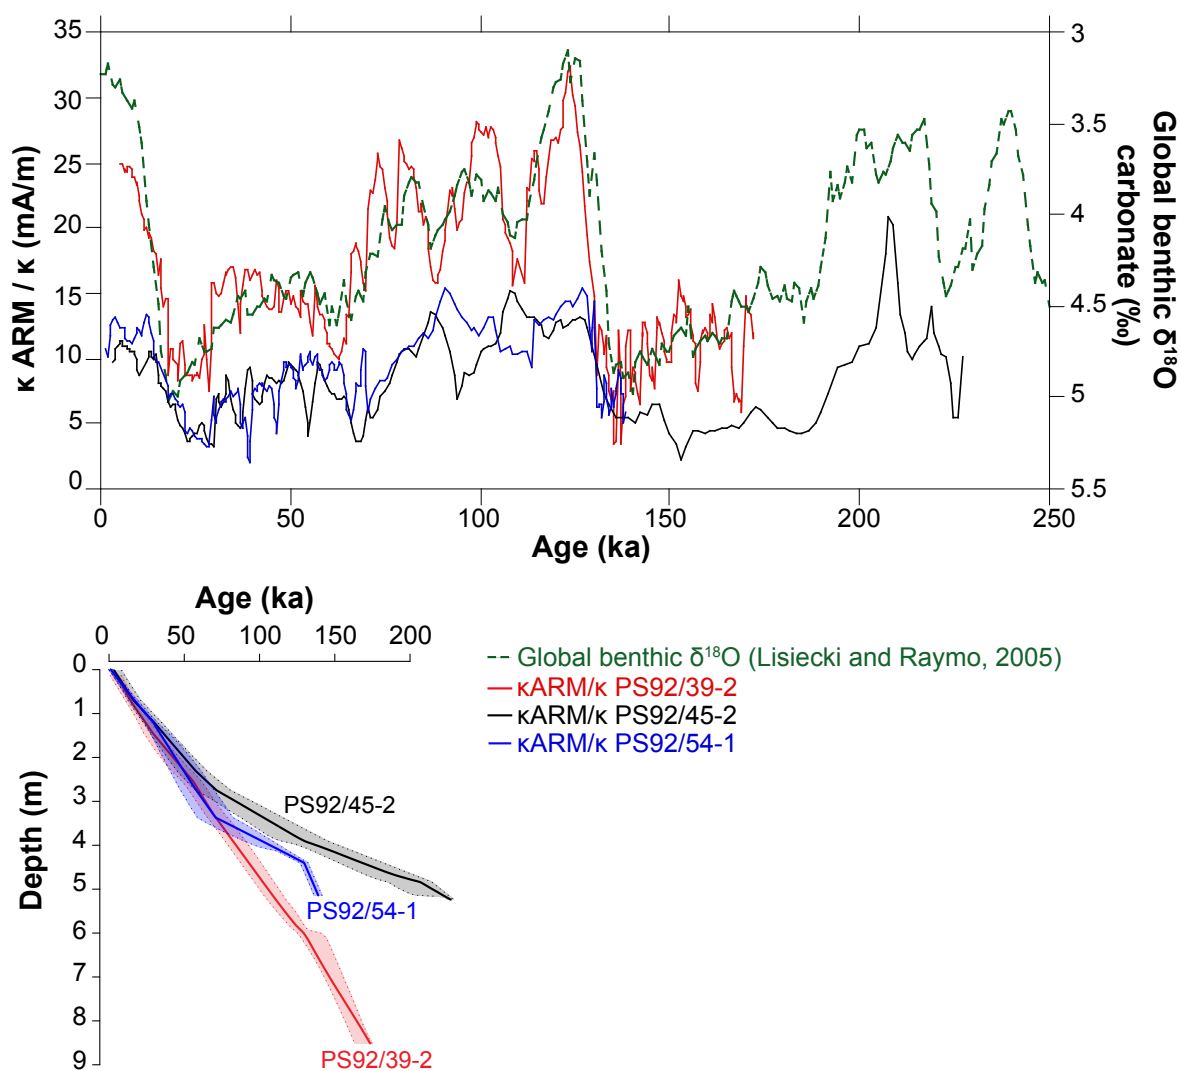 35
30
25
20
15
10
5
0
κ ARM / κ (mA/m)
3
3.5
4
4.5
5
5.5
Global benthic δ¹⁸O
carbonate (‰)
0
50
100
150
200
250
Age (ka)
Age (ka)
0
50
100
150
200
0
1
2
3
4
5
6
7
8
9
Depth (m)
PS92/45-2
PS92/54-1
PS92/39-2
Global benthic δ¹⁸O (Lisiecki and Raymo, 2005)
κARM/κ PS92/39-2
κARM/κ PS92/45-2
κARM/κ PS92/54-1